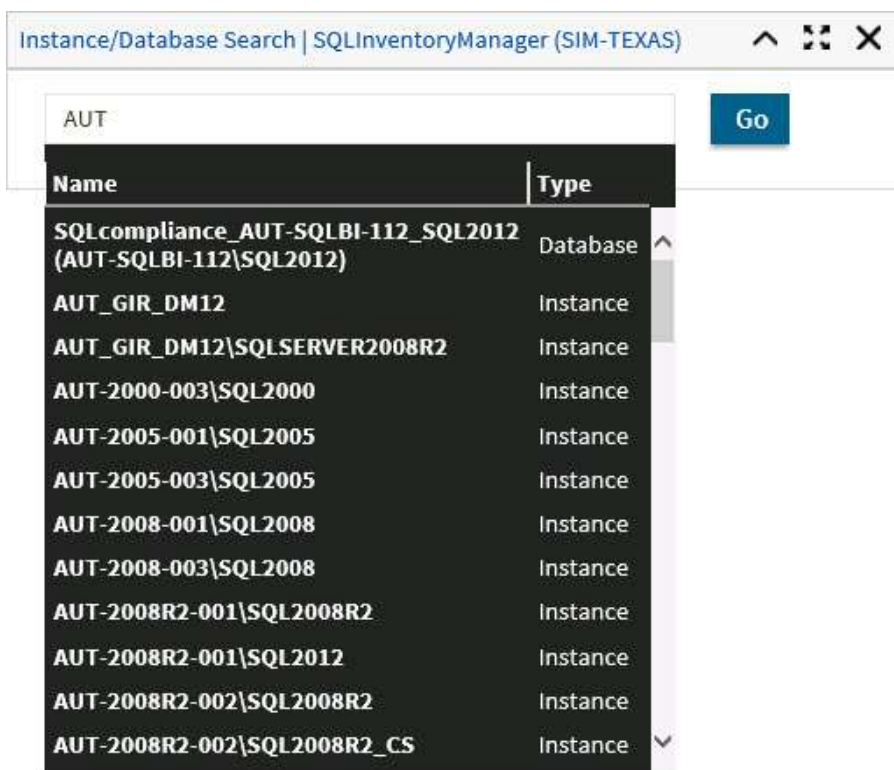 Instance/Database Search | SQLInventoryManager (SIM-TEXAS)
AUT
Go
Name Type
SQLcompliance_AUT-SQLBI-112_SQL2012
(AUT-SQLBI-112\SQL2012) Database
AUT_GIR_DM12 Instance
AUT_GIR_DM12\SQLSERVER2008R2 Instance
AUT-2000-003\SQL2000 Instance
AUT-2005-001\SQL2005 Instance
AUT-2005-003\SQL2005 Instance
AUT-2008-001\SQL2008 Instance
AUT-2008-003\SQL2008 Instance
AUT-2008R2-001\SQL2008R2 Instance
AUT-2008R2-001\SQL2012 Instance
AUT-2008R2-002\SQL2008R2 Instance
AUT-2008R2-002\SQL2008R2_CS Instance